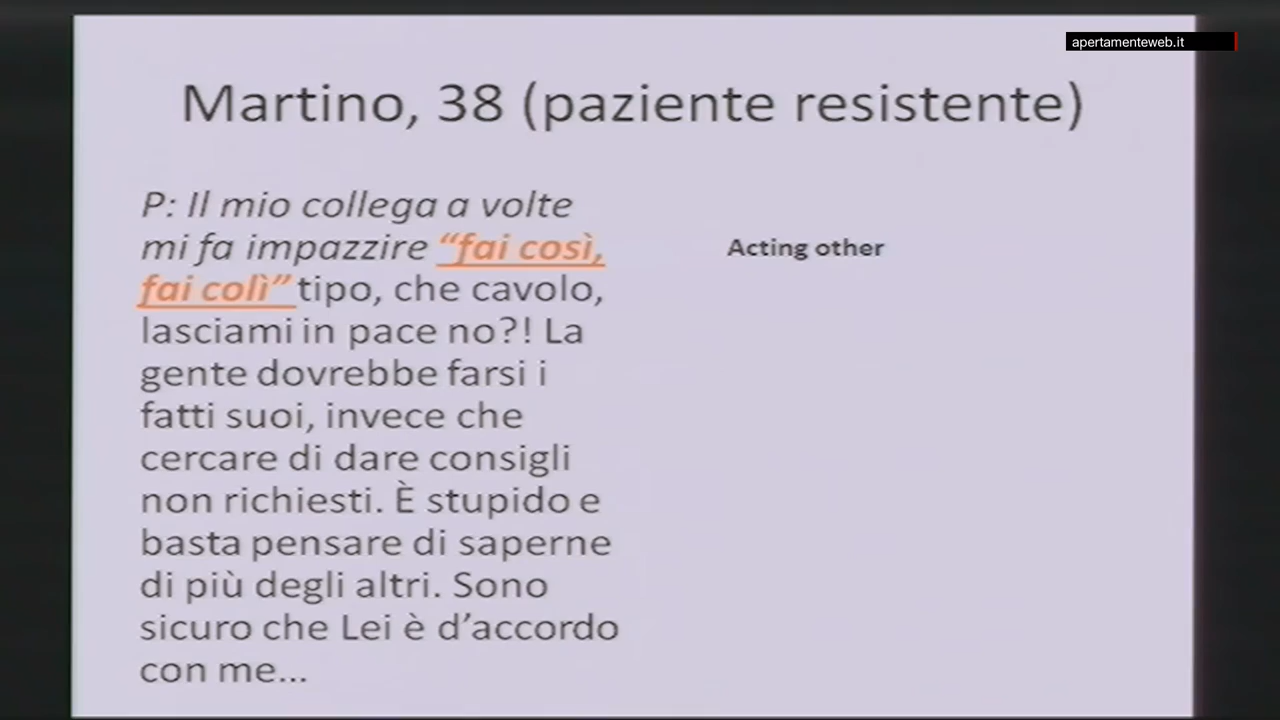 apertamenteweb.it
Martino, 38 (paziente resistente)
P: Il mio collega a volte
mi fa impazzire “fai così,
fai colì” tipo, che cavolo,
lasciami in pace no?! La
gente dovrebbe farsi i
fatti suoi, invece che
cercare di dare consigli
non richiesti. È stupido e
basta pensare di saperne
di più degli altri. Sono
sicuro che Lei è d’accordo
con me...
Acting other